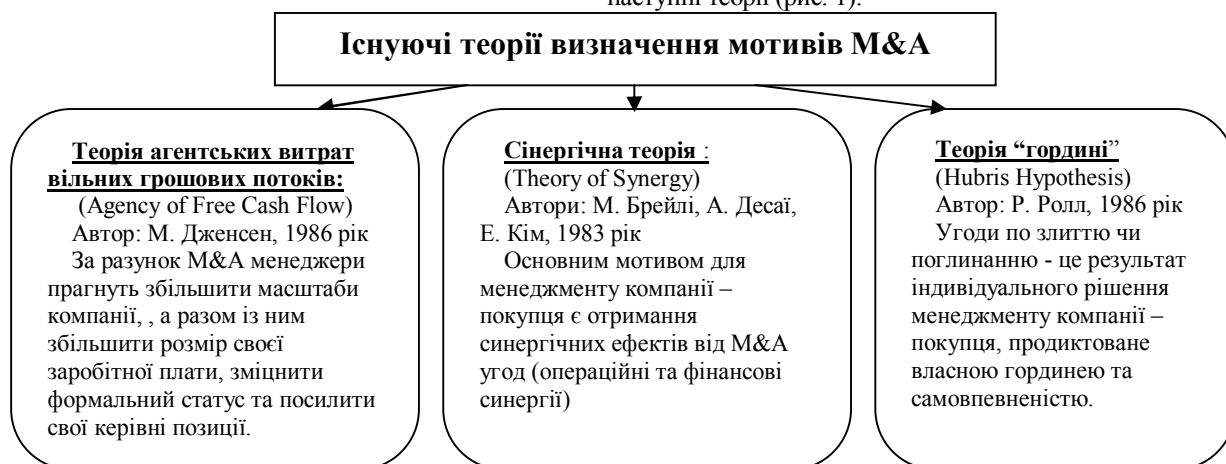 наступні теорії (рис. 1).
Існуючі теорії визначення мотивів M&A
Теорія агентських витрат
вільних грошових потоків:
(Agency of Free Cash Flow)
Автор: М. Дженсен, 1986 рік
За разунок M&A менеджери
прагнуть збільшити масштаби
компанії, , а разом із ним
збільшити розмір своєї
заробітної плати, зміцнити
формальний статус та посилити
свої керівні позиції.
Сінергічна теорія :
(Theory of Synergy)
Автори: М. Брейлі, А. Десаї,
Е. Кім, 1983 рік
Основним мотивом для
менеджменту компанії –
покупця є отримання
синергічних ефектів від M&A
угод (операційні та фінансові
синергії)
Теорія “гордині”
(Hubris Hypothesis)
Автор: Р. Ролл, 1986 рік
Угоди по злиттю чи
поглинанню - це результат
індивідуального рішення
менеджменту компанії –
покупця, продиктоване
власною гординею та
самовпевненістю.